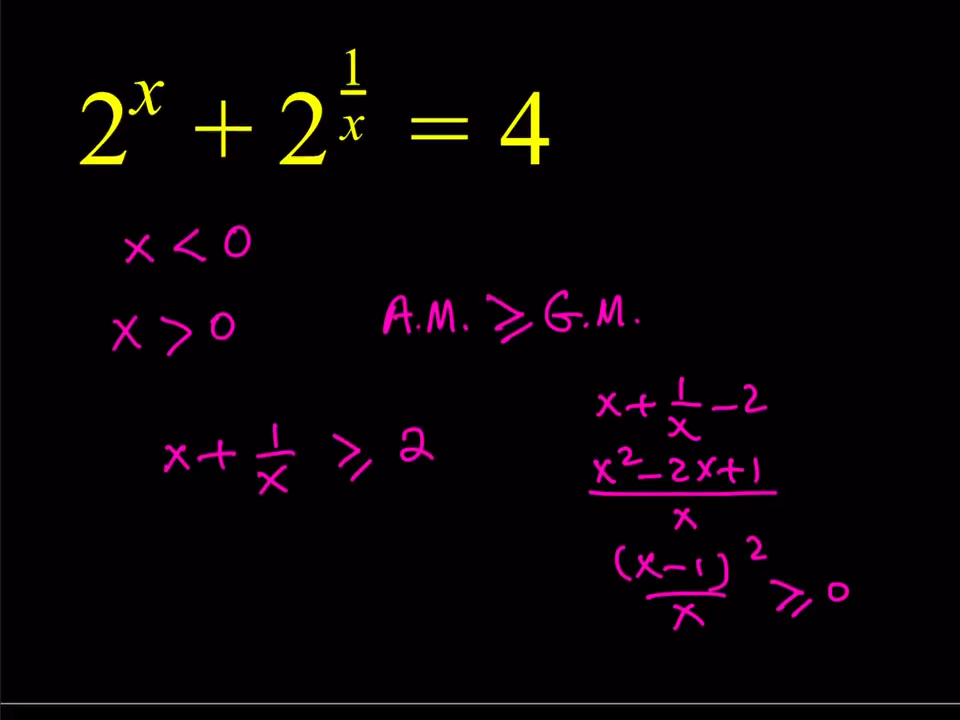 2^x + 2^{1/x} = 4
x < 0
x > 0
A.M. ⩾ G.M.
x + 1/x ⩾ 2
x + 1/x − 2
(x² − 2x + 1)/x
(x−1)²/x ⩾ 0